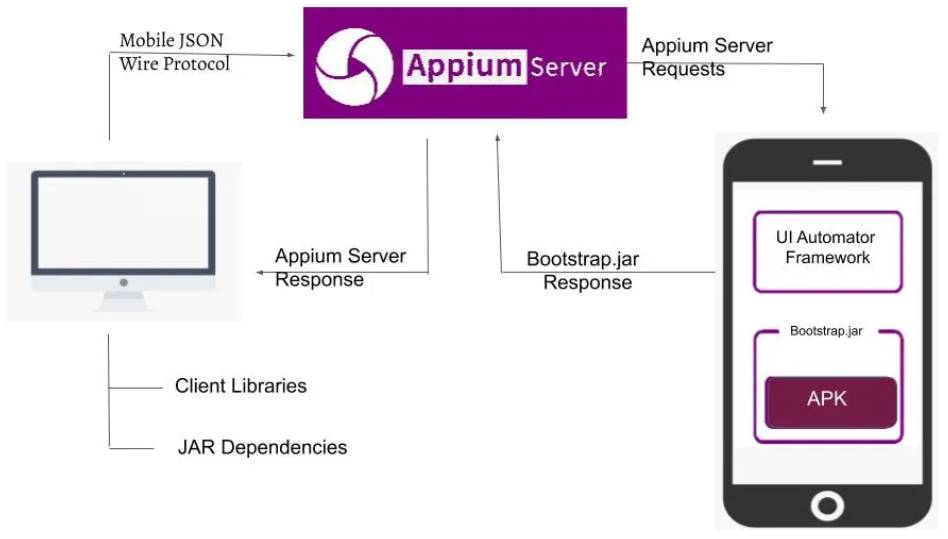 Mobile JSON
Wire Protocol
Appium Server
Appium Server
Requests
Appium Server
Response
Bootstrap.jar
Response
UI Automator
Framework
Bootstrap.jar
APK
Client Libraries
JAR Dependencies